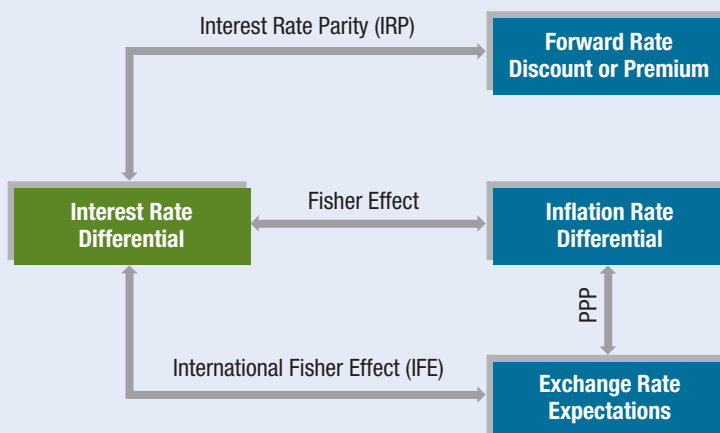 Interest Rate Parity (IRP)
Forward Rate
Discount or Premium
Interest Rate
Differential
Fisher Effect
Inflation Rate
Differential
PPP
International Fisher Effect (IFE)
Exchange Rate
Expectations